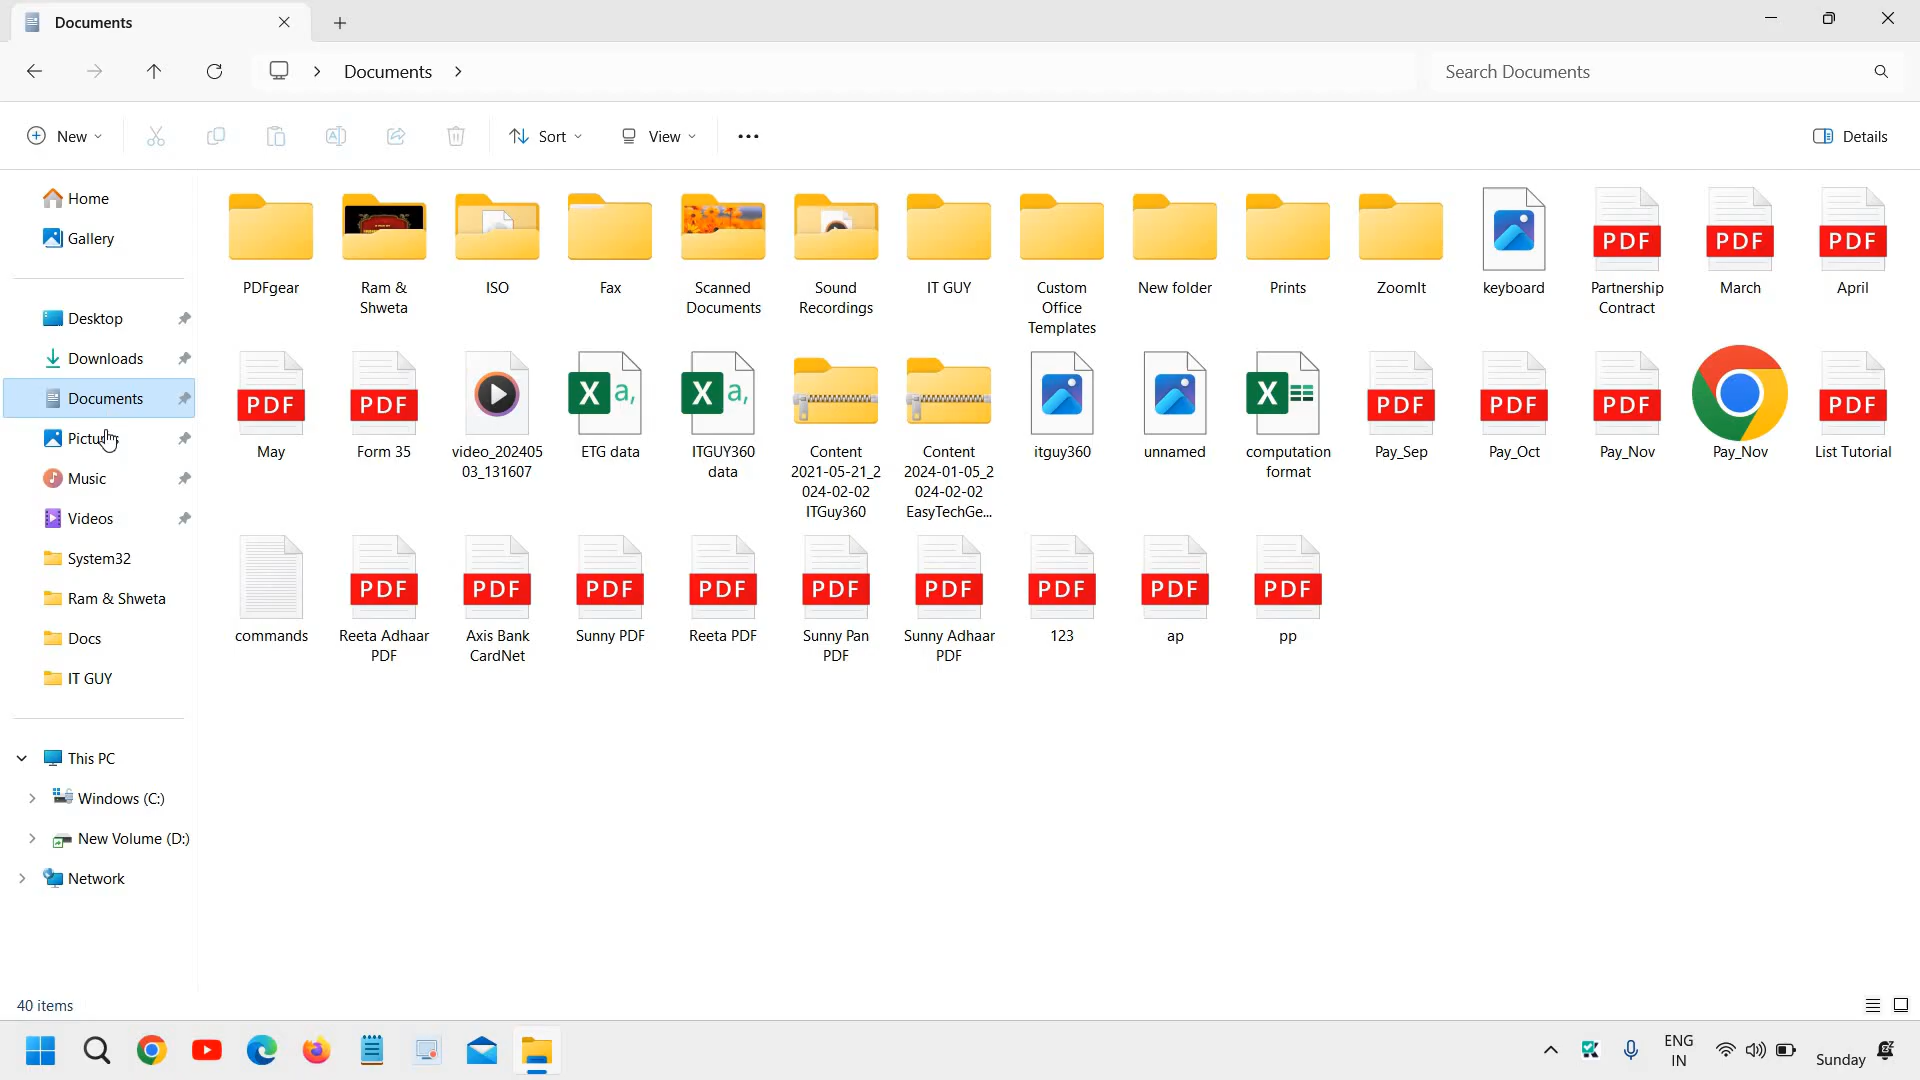 Documents
Documents
Search Documents
New
Sort
View
Details
Home
Gallery
Desktop
Downloads
Documents
Music
Videos
System32
Ram & Shweta
Docs
IT GUY
This PC
Windows (C:)
New Volume (D:)
Network
PDFgear
Ram &
Shweta
ISO
Fax
Scanned
Documents
Sound
Recordings
IT GUY
Custom
Office
Templates
New folder
Prints
ZoomIt
keyboard
PDF
Partnership
Contract
PDF
March
PDF
April
PDF
May
PDF
Form 35
video_202405
03_131607
X a,
ETG data
X a,
ITGUY360
data
Content
2021-05-21_2
024-02-02
ITGuy360
Content
2024-01-05_2
024-02-02
EasyTechGe...
itguy360
unnamed
X
computation
format
PDF
Pay_Sep
PDF
Pay_Oct
PDF
Pay_Nov
Pay_Nov
PDF
List Tutorial
commands
PDF
Reeta Adhaar
PDF
PDF
Axis Bank
CardNet
PDF
Sunny PDF
PDF
Reeta PDF
PDF
Sunny Pan
PDF
PDF
Sunny Adhaar
PDF
PDF
123
PDF
ap
PDF
pp
40 items
ENG
IN
Sunday